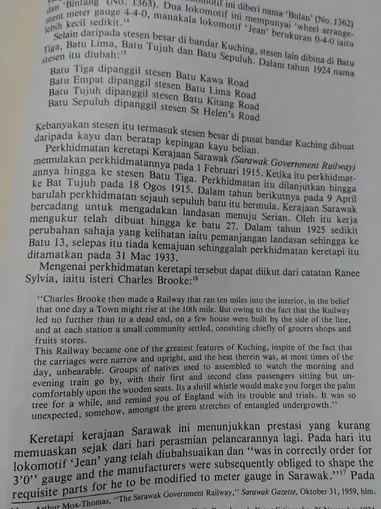 ini diberi nama 'Bulan' (No. 1362)
dan 'Bintang' (No. 1363). Dua lokomotif ini mempunyai 'wheel arrange-
ment meter gauge 4-4-0, manakala lokomotif 'Jean' berukuran 0-4-0 iaitu
lebih kecil sedikit.¹⁴
Selain daripada stesen besar di bandar Kuching, stesen lain dibina di Batu
Tiga, Batu Lima, Batu Tujuh dan Batu Sepuluh. Dalam tahun 1924 nama
stesen itu diubah:¹⁵
Batu Tiga dipanggil stesen Batu Kawa Road
Batu Empat dipanggil stesen Batu Lima Road
Batu Tujuh dipanggil stesen Batu Kitang Road
Batu Sepuluh dipanggil stesen St Helen's Road
Kebanyakan stesen itu termasuk stesen besar di pusat bandar Kuching dibuat
daripada kayu dan beratap kepingan kayu belian.
Perkhidmatan keretapi Kerajaan Sarawak (Sarawak Government Railway)
memulakan perkhidmatannya pada 1 Februari 1915. Ketika itu perkhidmat-
annya hingga ke stesen Batu Tiga. Perkhidmatan itu dilanjutkan hingga
ke Bat Tujuh pada 18 Ogos 1915. Dalam tahun berikutnya pada 9 April
barulah perkhidmatan sejauh sepuluh batu itu bermula. Kerajaan Sarawak
bercadang untuk mengadakan landasan menuju Serian. Oleh itu kerja
mengukur telah dibuat hingga ke batu 27. Dalam tahun 1925 sedikit
perubahan sahaja yang kelihatan iaitu pemanjangan landasan sehingga ke
Batu 13, selepas itu tiada kemajuan sehinggalah perkhidmatan keretapi itu
ditamatkan pada 31 Mac 1933.
Mengenai perkhidmatan keretapi tersebut dapat diikut dari catatan Ranee
Sylvia, iaitu isteri Charles Brooke:¹⁶
"Charles Brooke then made a Railway that ran ten miles into the interior, in the belief
that one day a Town might rise at the 10th mile. But owing to the fact that the Railway
led no further than to a dead end, on a few house were built by the side of the line,
and at each station a small community settled, consisting chiefly of grocers shops and
fruits stores.
This Railway became one of the greatest features of Kuching, inspite of the fact that
the carriages were narrow and upright, and the heat therein was, at most times of the
day, unbearable. Groups of natives used to assembled to watch the morning and
evening train go by, with their first and second class passengers sitting but un-
comfortably upon the wooden seats. Its a shrill whistle would make you forget the palm
tree for a while, and remind you of England with its trouble and trials. It was so
unexpected, somehow, amongst the green stretches of entangled undergrowth."
Keretapi kerajaan Sarawak ini menunjukkan prestasi yang kurang
memuaskan sejak dari hari perasmian pelancarannya lagi. Pada hari itu
lokomotif 'Jean' yang telah diubahsuaikan dan "was in correctly order for
3'0" gauge and the manufacturers were subsequently obliged to shape the
requisite parts for he to be modified to meter gauge in Sarawak."¹⁷ Pada
Arthur Mox-Thomas, "The Sarawak Government Railway," Sarawak Gazette, Oktober 31, 1959, hlm.